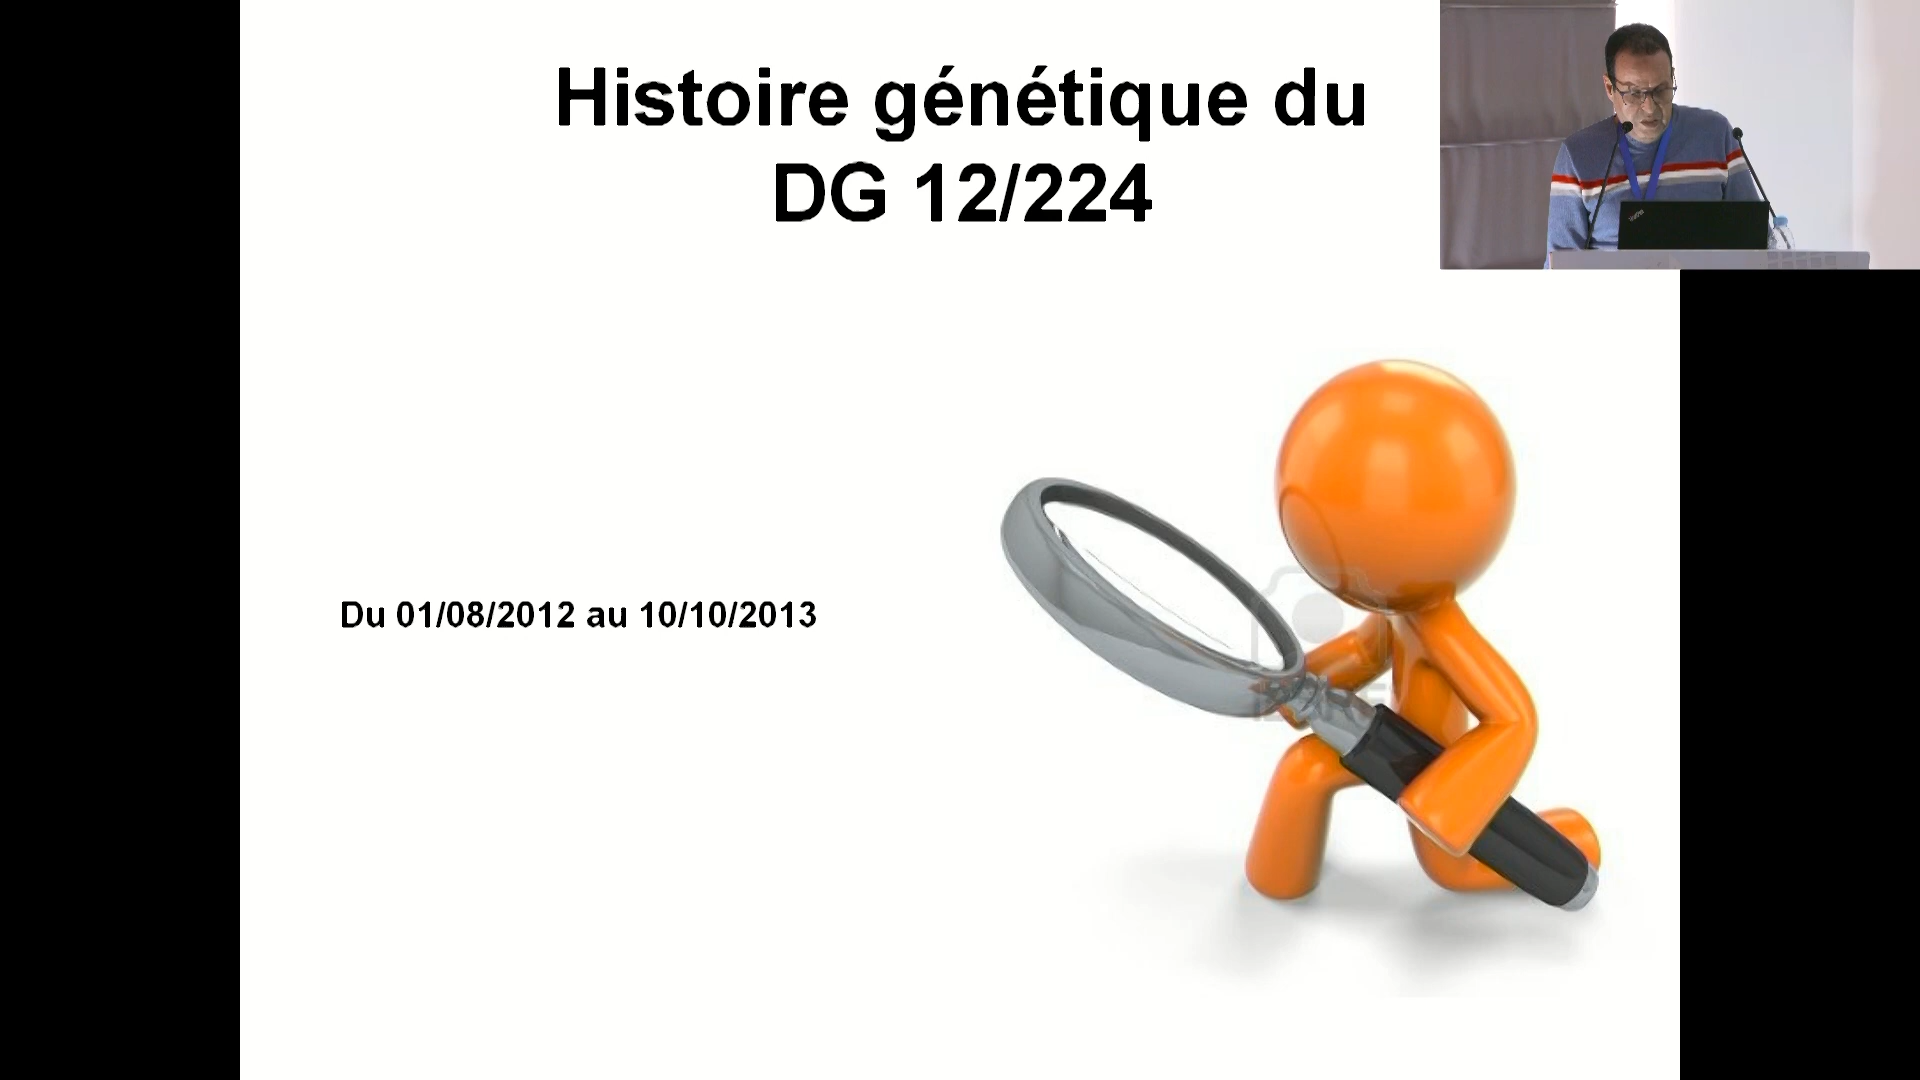 Histoire génétique du
DG 12/224
Du 01/08/2012 au 10/10/2013